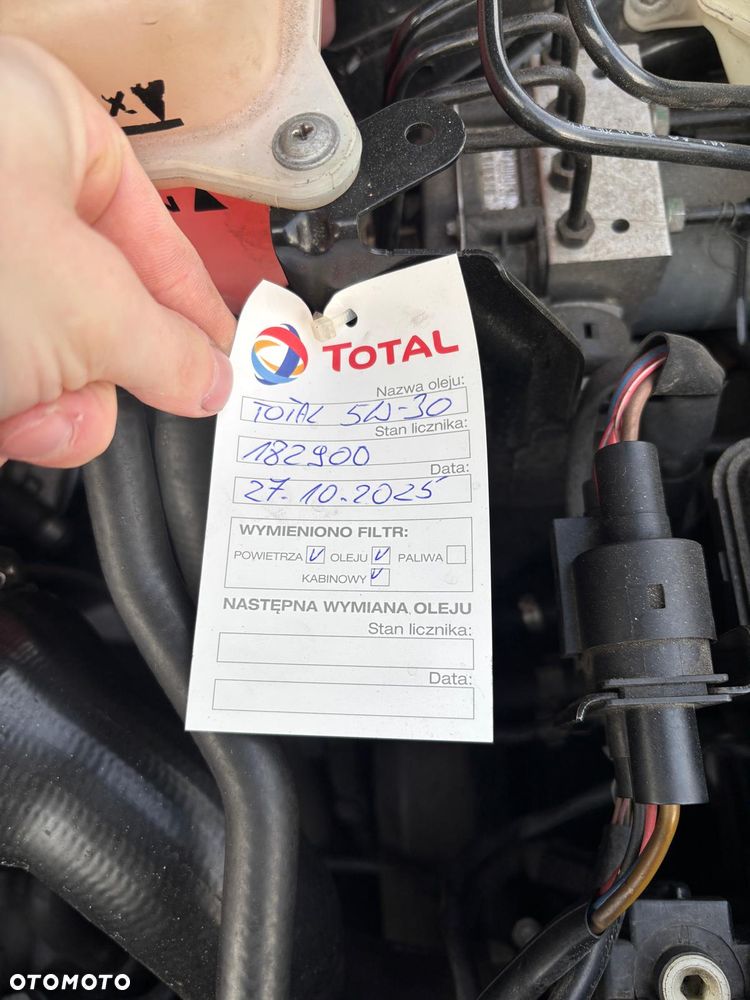 TOTAL
Nazwa oleju:
TOTAL 5W-30
Stan licznika:
182900
Data:
27.10.2025
WYMIENIONO FILTR:
POWIETRZA OLEJU PALIWA
KABINOWY
NASTĘPNA WYMIANA OLEJU
Stan licznika:
Data:
OTOMOTO